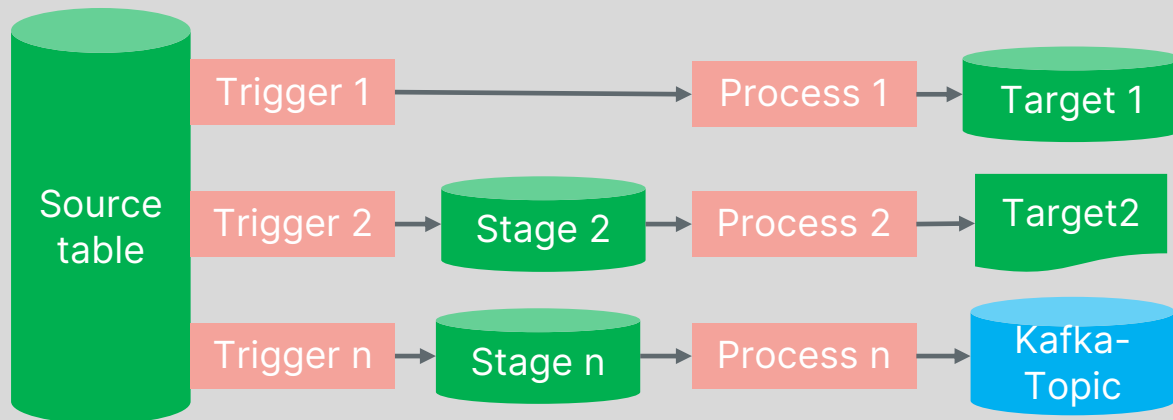 Source
table
Trigger 1
Process 1
Target 1
Trigger 2
Stage 2
Process 2
Target2
Trigger n
Stage n
Process n
Kafka-
Topic